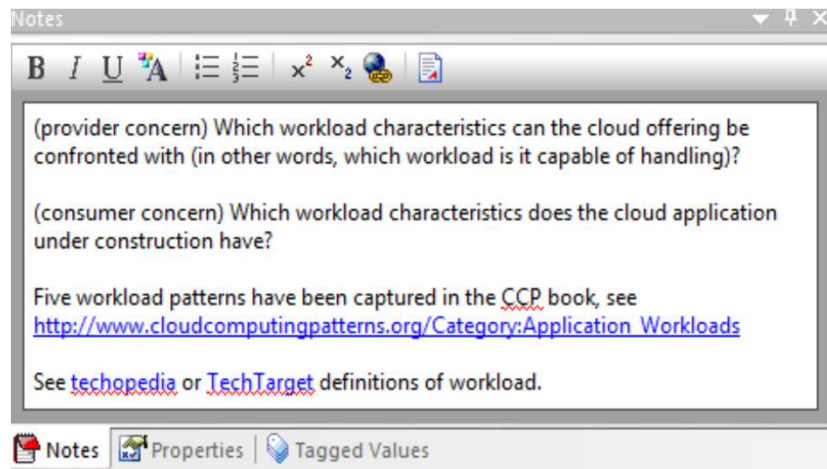 Notes
B I U A x² x₂
(provider concern) Which workload characteristics can the cloud offering be
confronted with (in other words, which workload is it capable of handling)?
(consumer concern) Which workload characteristics does the cloud application
under construction have?
Five workload patterns have been captured in the CCP book, see
http://www.cloudcomputingpatterns.org/Category:Application_Workloads
See techopedia or TechTarget definitions of workload.
Notes Properties Tagged Values